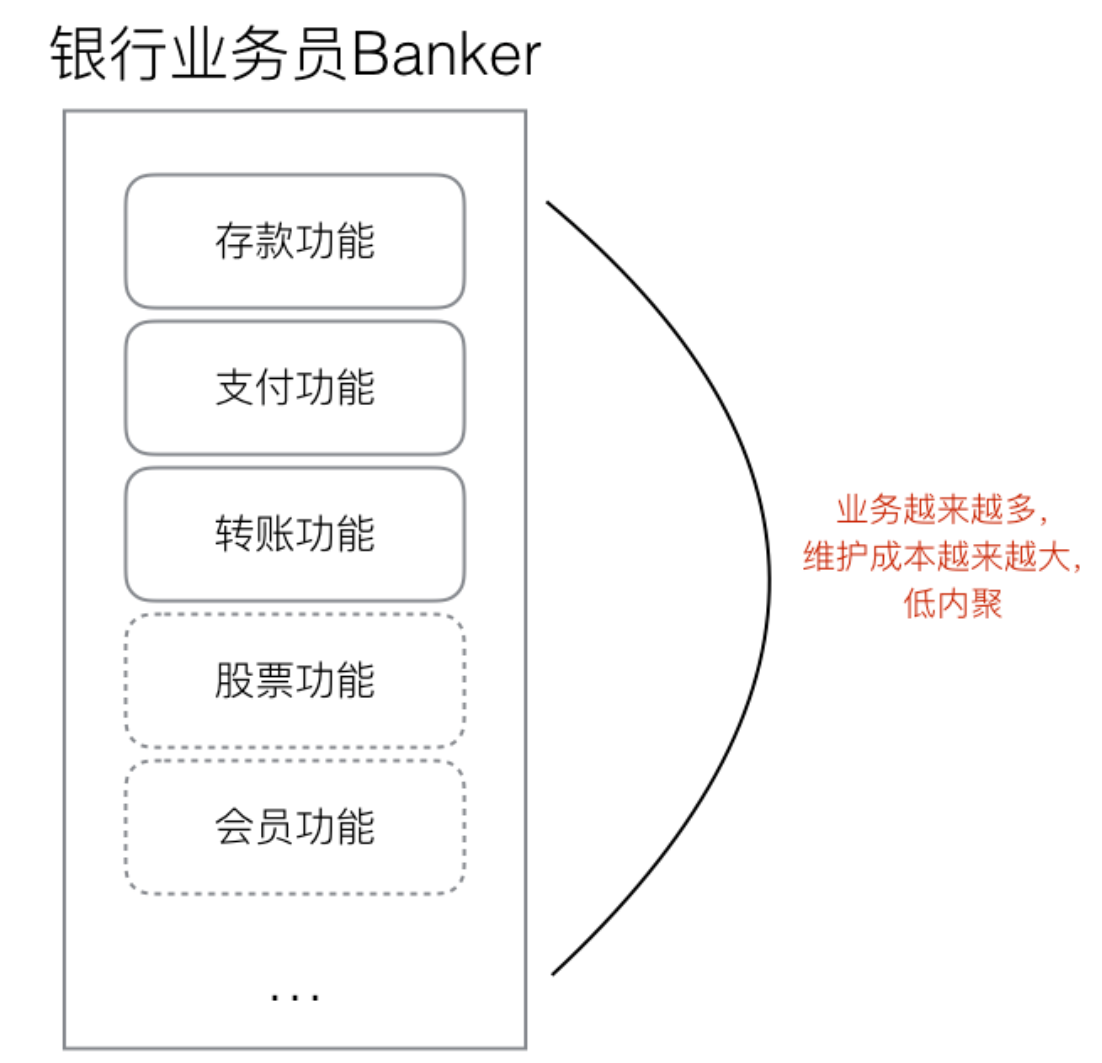 银行业务员Banker
存款功能
支付功能
转账功能
股票功能
会员功能
...
业务越来越多,
维护成本越来越大,
低内聚